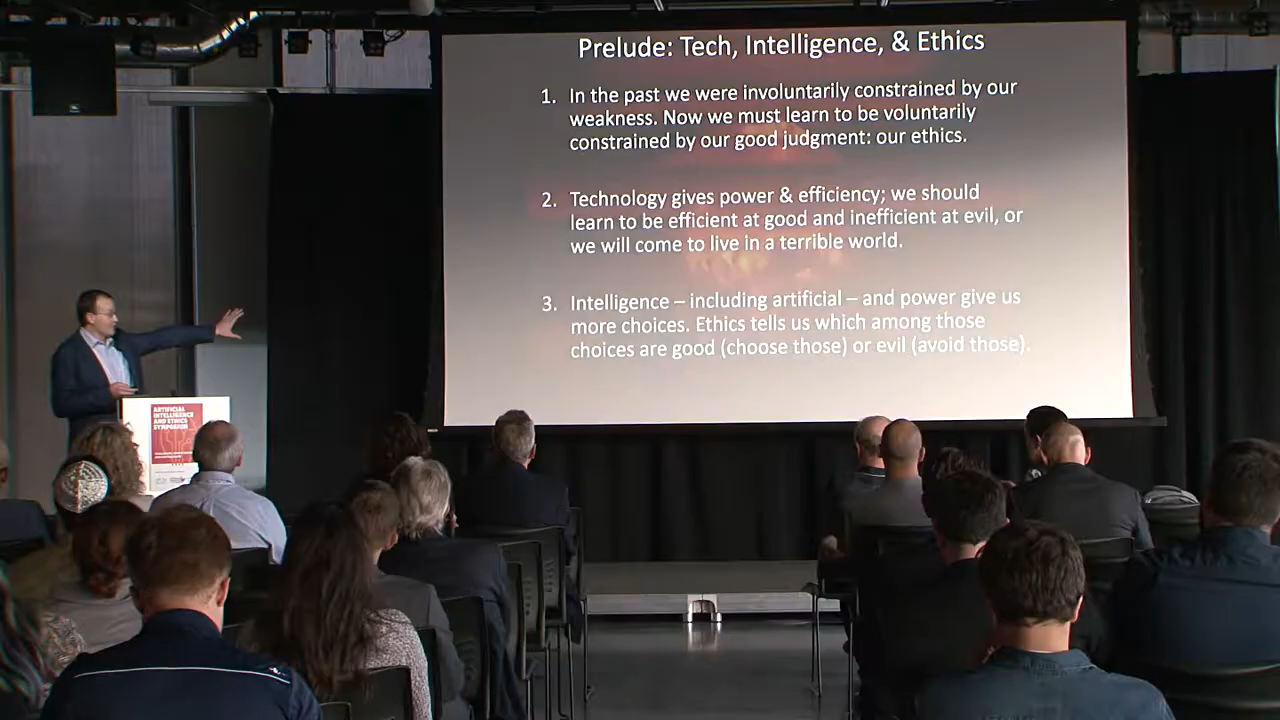 Prelude: Tech, Intelligence, & Ethics
1. In the past we were involuntarily constrained by our
weakness. Now we must learn to be voluntarily
constrained by our good judgment: our ethics.
2. Technology gives power & efficiency; we should
learn to be efficient at good and inefficient at evil, or
we will come to live in a terrible world.
3. Intelligence – including artificial – and power give us
more choices. Ethics tells us which among those
choices are good (choose those) or evil (avoid those).
ARTIFICIAL
INTELLIGENCE
AND ETHICS
SYMPOSIUM